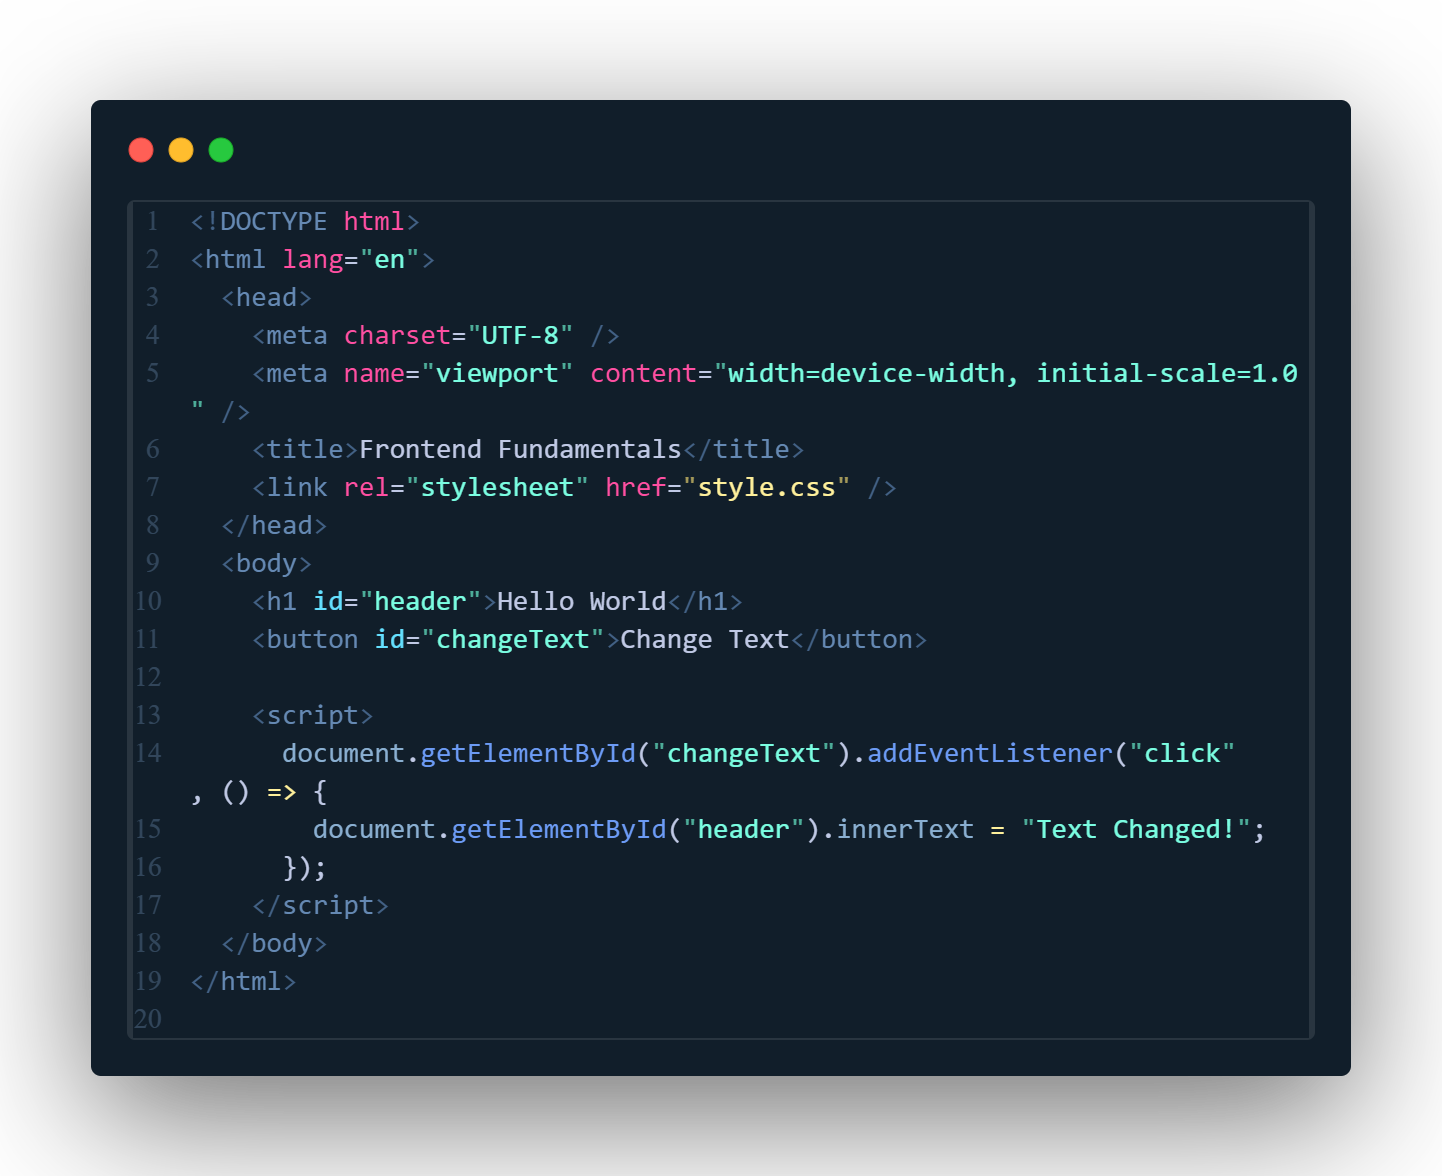 1 <!DOCTYPE html>
2 <html lang="en">
3   <head>
4     <meta charset="UTF-8" />
5     <meta name="viewport" content="width=device-width, initial-scale=1.0
" />
6     <title>Frontend Fundamentals</title>
7     <link rel="stylesheet" href="style.css" />
8   </head>
9   <body>
10     <h1 id="header">Hello World</h1>
11     <button id="changeText">Change Text</button>
12
13     <script>
14       document.getElementById("changeText").addEventListener("click"
, () => {
15         document.getElementById("header").innerText = "Text Changed!";
16       });
17     </script>
18   </body>
19 </html>
20